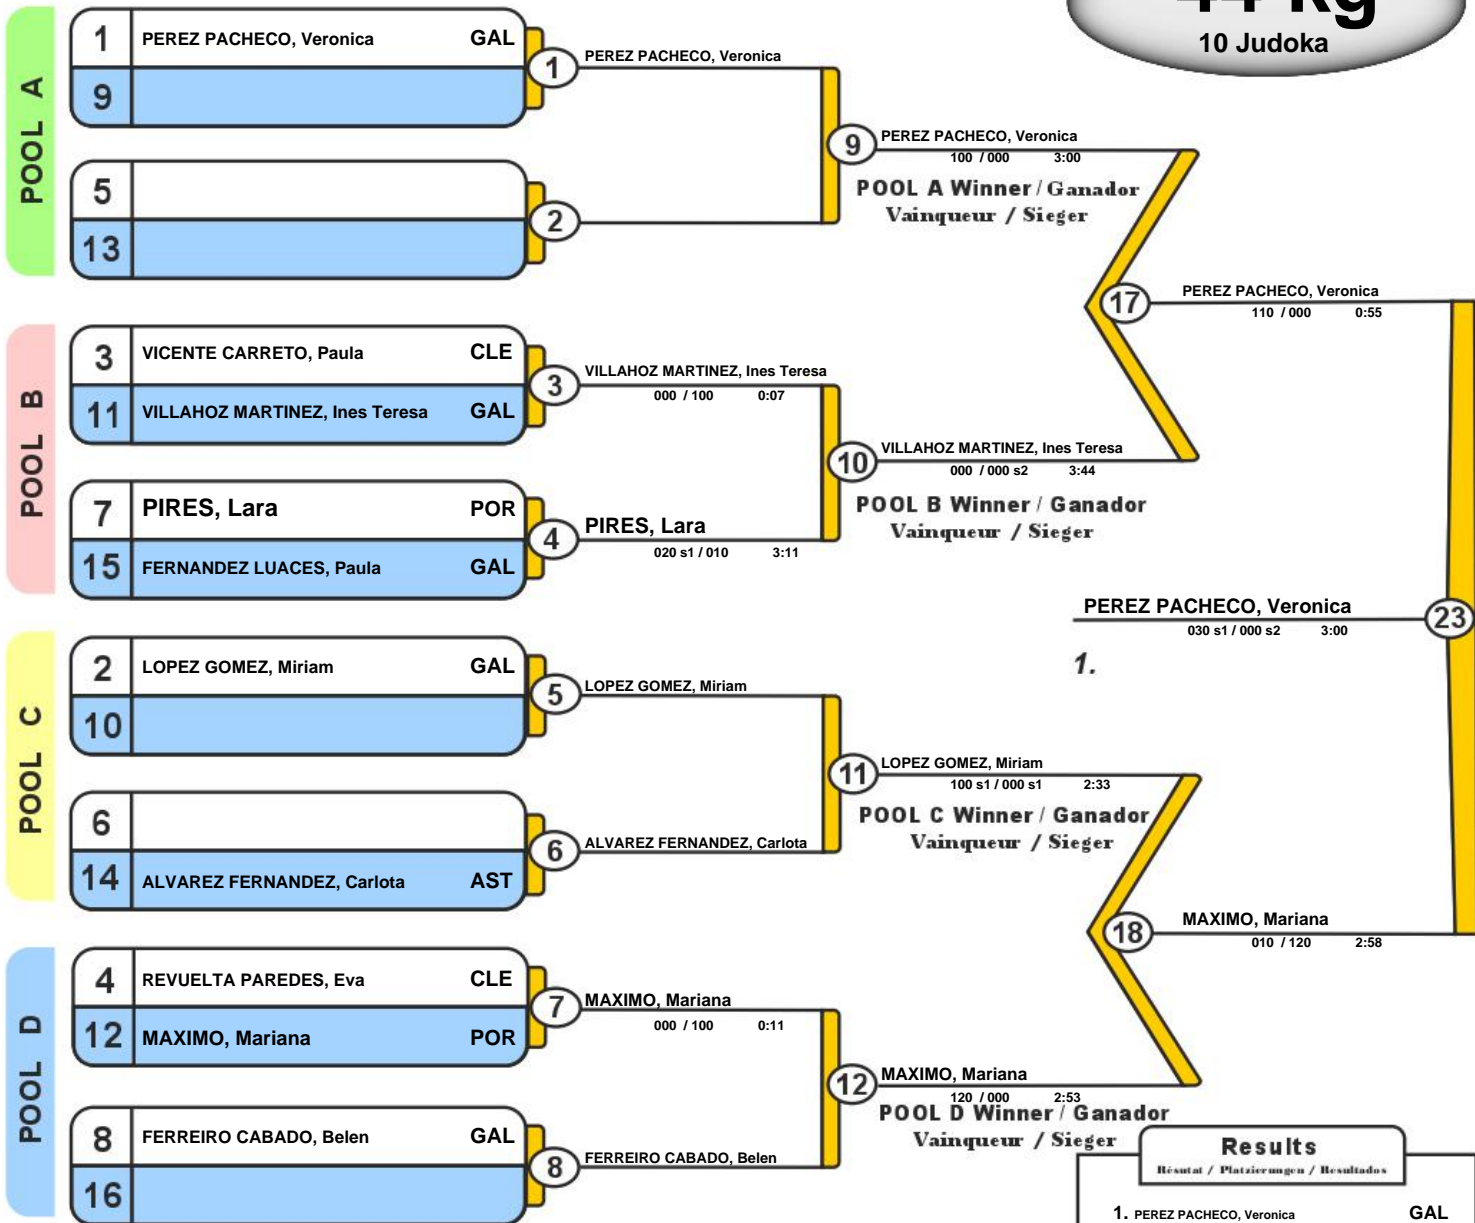 44 kg
10 Judoka
POOL A
1 PEREZ PACHECO, Veronica GAL
9
5
13
1 PEREZ PACHECO, Veronica
2
9 PEREZ PACHECO, Veronica
100 / 000 3:00
POOL A Winner / Ganador
Vainqueur / Sieger
POOL B
3 VICENTE CARRETO, Paula CLE
11 VILLAHOZ MARTINEZ, Ines Teresa GAL
7 PIRES, Lara POR
15 FERNANDEZ LUACES, Paula GAL
3 VILLAHOZ MARTINEZ, Ines Teresa
000 / 100 0:07
4 PIRES, Lara
020 s1 / 010 3:11
10 VILLAHOZ MARTINEZ, Ines Teresa
000 / 000 s2 3:44
POOL B Winner / Ganador
Vainqueur / Sieger
17 PEREZ PACHECO, Veronica
110 / 000 0:55
PEREZ PACHECO, Veronica 23
030 s1 / 000 s2 3:00
1.
POOL C
2 LOPEZ GOMEZ, Miriam GAL
10
6
14 ALVAREZ FERNANDEZ, Carlota AST
5 LOPEZ GOMEZ, Miriam
6 ALVAREZ FERNANDEZ, Carlota
11 LOPEZ GOMEZ, Miriam
100 s1 / 000 s1 2:33
POOL C Winner / Ganador
Vainqueur / Sieger
18 MAXIMO, Mariana
010 / 120 2:58
POOL D
4 REVUELTA PAREDES, Eva CLE
12 MAXIMO, Mariana POR
8 FERREIRO CABADO, Belen GAL
16
7 MAXIMO, Mariana
000 / 100 0:11
8 FERREIRO CABADO, Belen
12 MAXIMO, Mariana
120 / 000 2:53
POOL D Winner / Ganador
Vainqueur / Sieger
Results
Résutat / Platzierungen / Resultados
1. PEREZ PACHECO, Veronica GAL